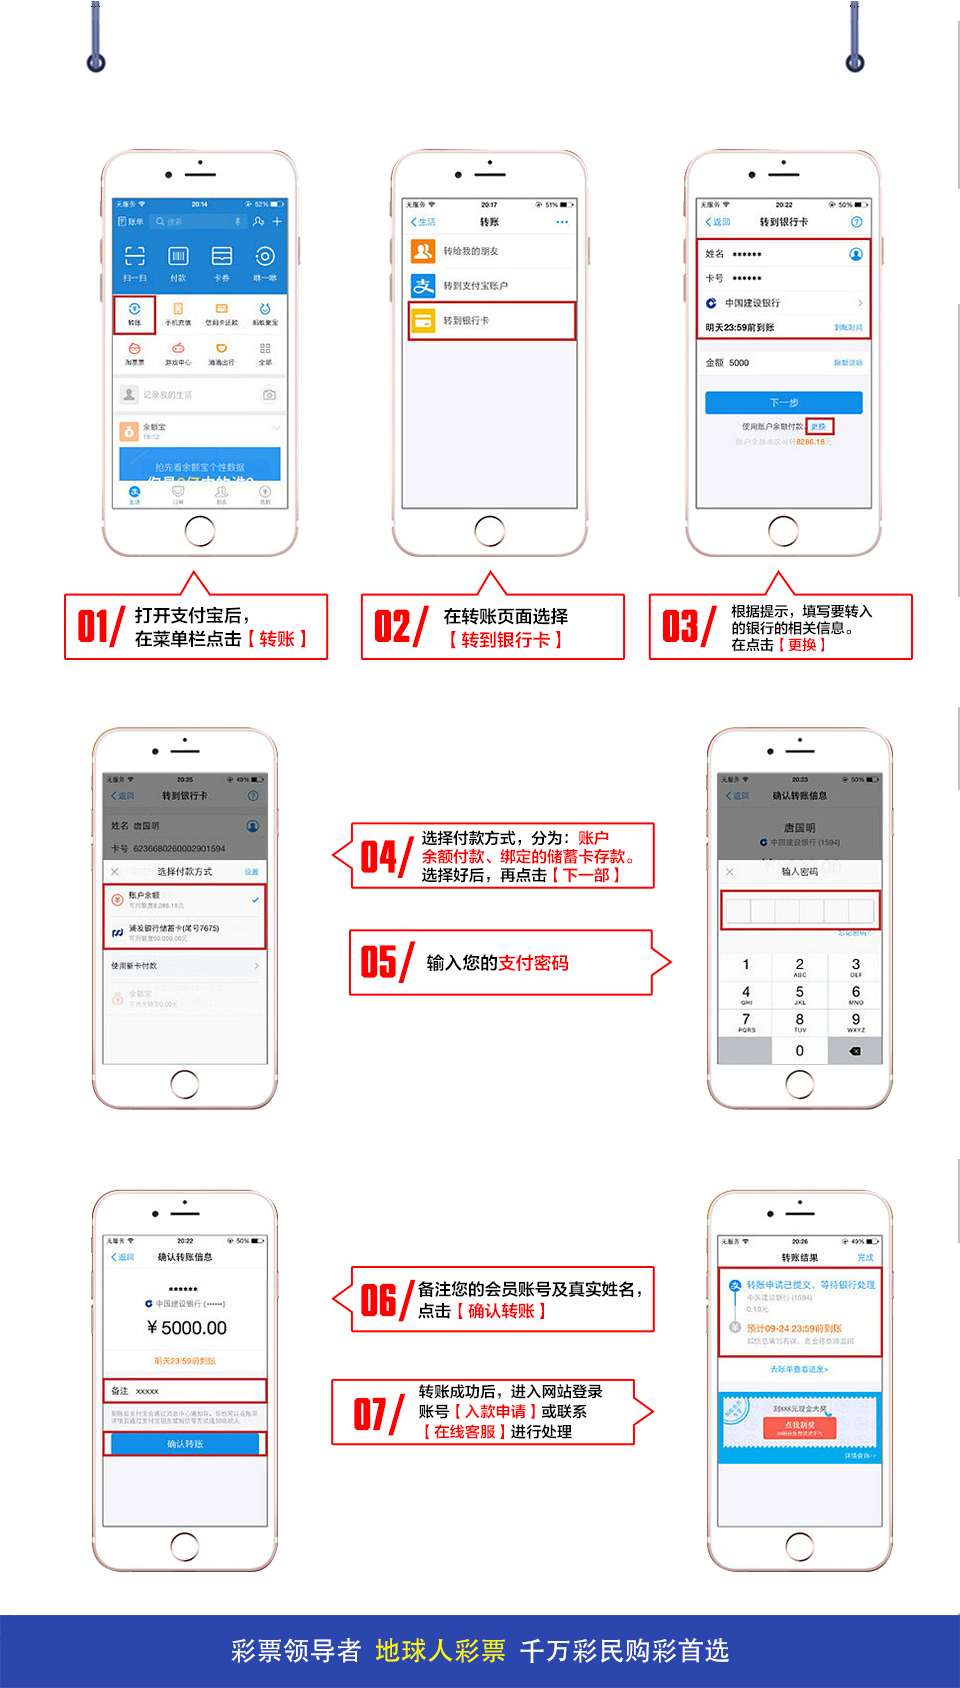 无服务 20:14 52%
账单 搜索
扫一扫 付款 卡券 咻一咻
转账 手机充值 信用卡还款 蚂蚁聚宝
淘票票 游戏中心 滴滴出行 全部
记录我的生活
余额宝
18:12
抢先看余额宝个性数据
生活 口碑 朋友 我的
无服务 20:17 51%
生活 转账
转给我的朋友
转到支付宝账户
转到银行卡
无服务 20:22 50%
返回 转到银行卡
姓名 ******
卡号 ******
中国建设银行
明天23:59前到账 到账时间
金额 5000 限额说明
下一步
使用账户余额付款，更换
账户余额本次可转8286.18元
01/ 打开支付宝后，
在菜单栏点击【 转账 】
02/ 在转账页面选择
【 转到银行卡 】
03/ 根据提示，填写要转入
的银行的相关信息。
在点击【 更换 】
无服务 20:25 49%
返回 转到银行卡
姓名 唐国明
卡号 6236680260002901594
选择付款方式 设置
账户余额
可用额度8,286.18元
浦发银行储蓄卡(尾号7675)
可用额度50,000.00元
使用新卡付款
余额宝
04/ 选择付款方式，分为：账户
余额付款、绑定的储蓄卡存款。
选择好后，再点击【 下一部 】
05/ 输入您的支付密码
无服务 20:23 50%
返回 确认转账信息
唐国明
中国建设银行 (1594)
输入密码
忘记密码?
1 2 3
ABC DEF
4 5 6
GHI JKL MNO
7 8 9
PQRS TUV WXYZ
0
无服务 20:22 50%
返回 确认转账信息
******
中国建设银行 (······)
¥ 5000.00
明天23:59前到账
备注 xxxxx
确认转账
06/ 备注您的会员账号及真实姓名，
点击【 确认转账 】
07/ 转账成功后，进入网站登录
账号【 入款申请 】或联系
【 在线客服 】进行处理
无服务 20:26 49%
转账结果 完成
转账申请已提交，等待银行处理
中国建设银行 (1594)
0.10元
预计09-24 23:59前到账
如信息填写有误，资金将原路退回
去账单查看进度>
刮888元现金大奖
点我刮奖
详情查询>>
彩票领导者 地球人彩票 千万彩民购彩首选